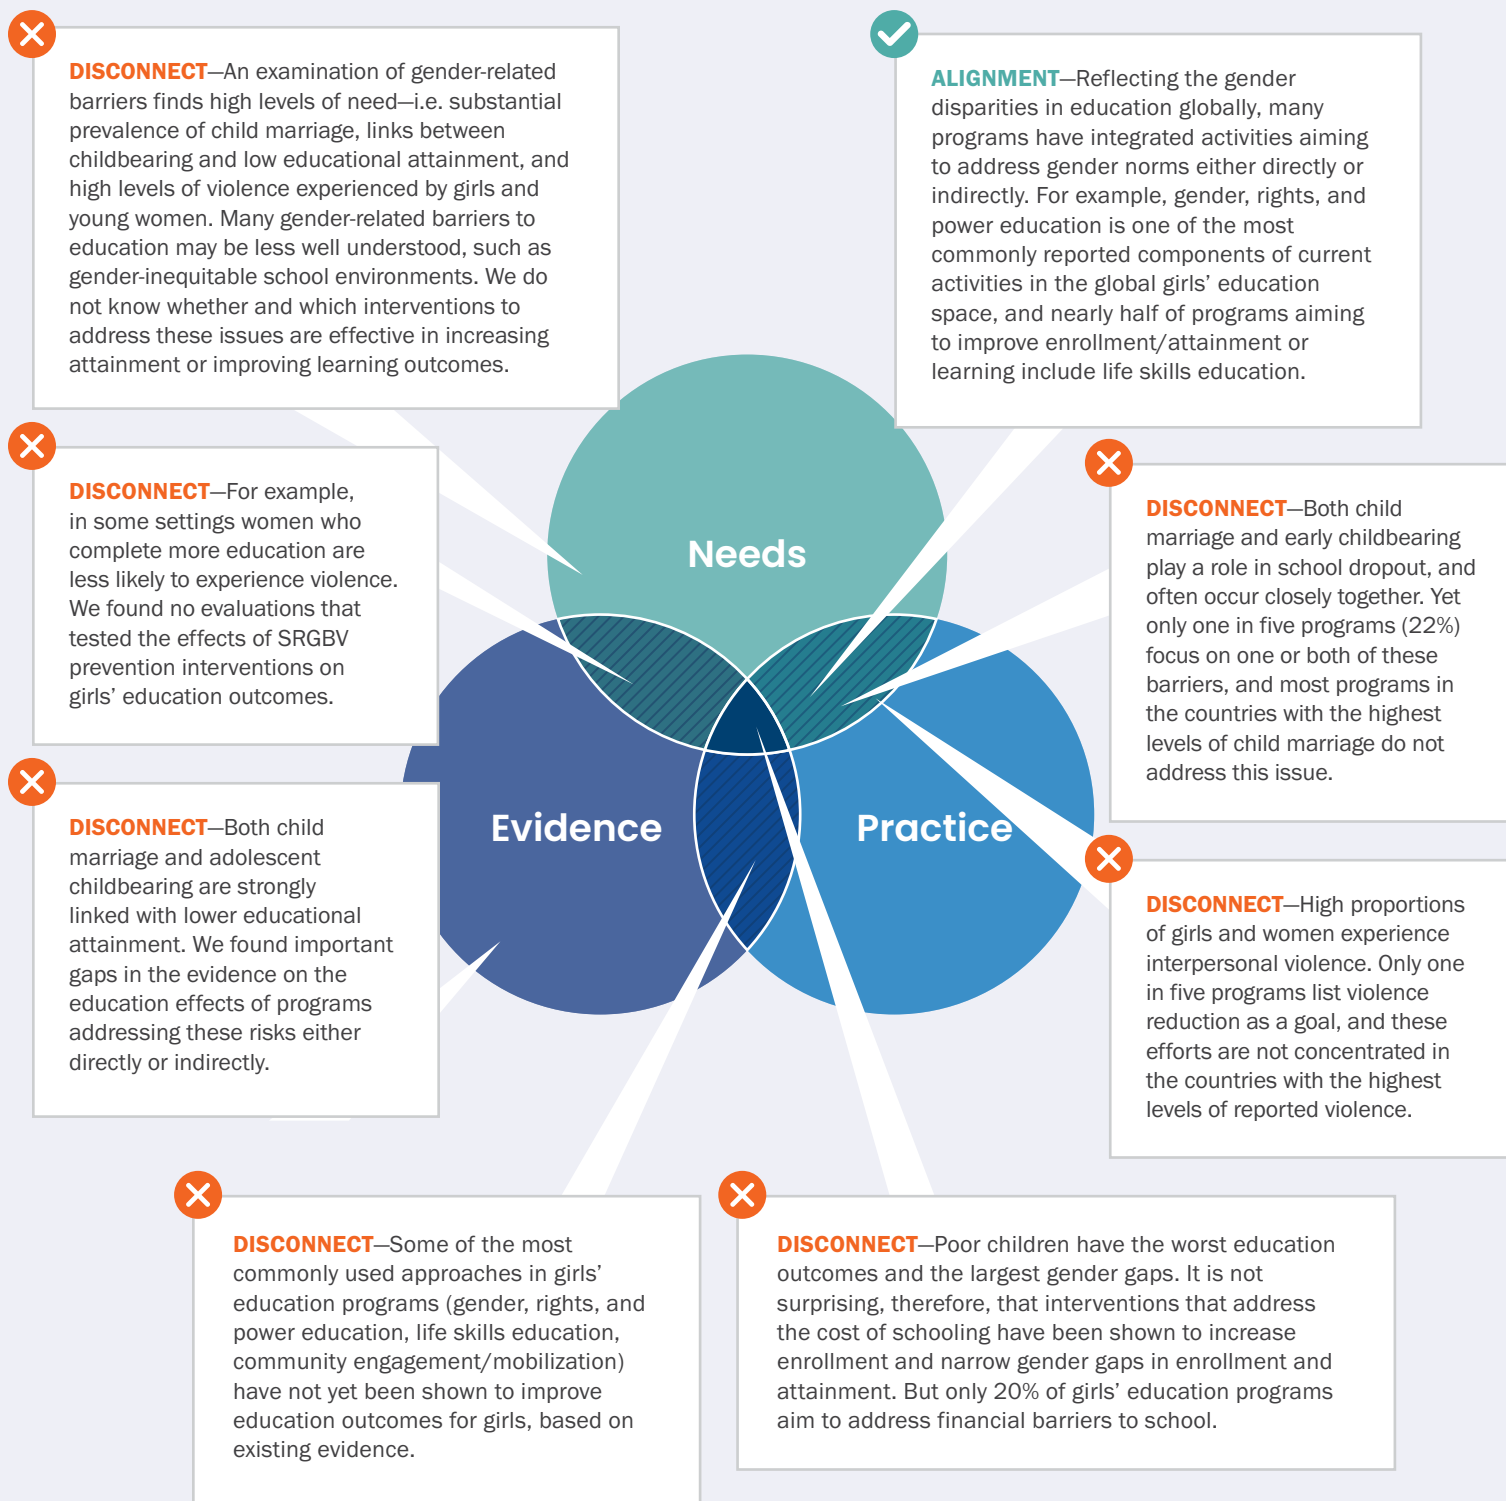 DISCONNECT—An examination of gender-related
barriers finds high levels of need—i.e. substantial
prevalence of child marriage, links between
childbearing and low educational attainment, and
high levels of violence experienced by girls and
young women. Many gender-related barriers to
education may be less well understood, such as
gender-inequitable school environments. We do
not know whether and which interventions to
address these issues are effective in increasing
attainment or improving learning outcomes.
ALIGNMENT—Reflecting the gender
disparities in education globally, many
programs have integrated activities aiming
to address gender norms either directly or
indirectly. For example, gender, rights, and
power education is one of the most
commonly reported components of current
activities in the global girls’ education
space, and nearly half of programs aiming
to improve enrollment/attainment or
learning include life skills education.
DISCONNECT—For example,
in some settings women who
complete more education are
less likely to experience violence.
We found no evaluations that
tested the effects of SRGBV
prevention interventions on
girls’ education outcomes.
Needs
DISCONNECT—Both child
marriage and early childbearing
play a role in school dropout, and
often occur closely together. Yet
only one in five programs (22%)
focus on one or both of these
barriers, and most programs in
the countries with the highest
levels of child marriage do not
address this issue.
DISCONNECT—Both child
marriage and adolescent
childbearing are strongly
linked with lower educational
attainment. We found important
gaps in the evidence on the
education effects of programs
addressing these risks either
directly or indirectly.
Evidence
Practice
DISCONNECT—High proportions
of girls and women experience
interpersonal violence. Only one
in five programs list violence
reduction as a goal, and these
efforts are not concentrated in
the countries with the highest
levels of reported violence.
DISCONNECT—Some of the most
commonly used approaches in girls’
education programs (gender, rights, and
power education, life skills education,
community engagement/mobilization)
have not yet been shown to improve
education outcomes for girls, based on
existing evidence.
DISCONNECT—Poor children have the worst education
outcomes and the largest gender gaps. It is not
surprising, therefore, that interventions that address
the cost of schooling have been shown to increase
enrollment and narrow gender gaps in enrollment and
attainment. But only 20% of girls’ education programs
aim to address financial barriers to school.